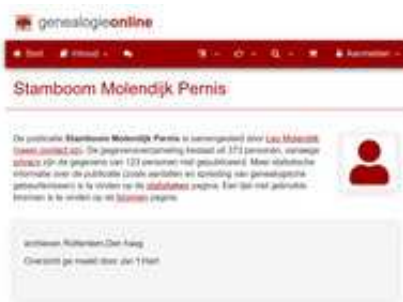 genealogieonline
Start Inhoud Aanmelden
Stamboom Molendijk Pernis
De publicatie Stamboom Molendijk Pernis is samengesteld door Leo Molendijk
(neem contact op). De gegevensverzameling bestaat uit 373 personen, vanwege
privacy zijn de gegevens van 123 personen niet gepubliceerd. Meer statistische
informatie over de publicatie (zoals aantallen en spreiding van genealogische
gebeurtenissen) is te vinden op de statistieken pagina. Een lijst met gebruikte
bronnen is te vinden op de bronnen pagina.
archieven Rotterdam,Den haag
Overzicht ge maakt door Jan 't Hart